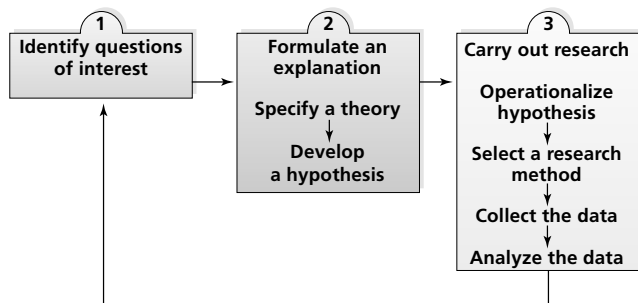 1
Identify questions
of interest
2
Formulate an
explanation
Specify a theory
Develop
a hypothesis
3
Carry out research
Operationalize
hypothesis
Select a research
method
Collect the data
Analyze the data